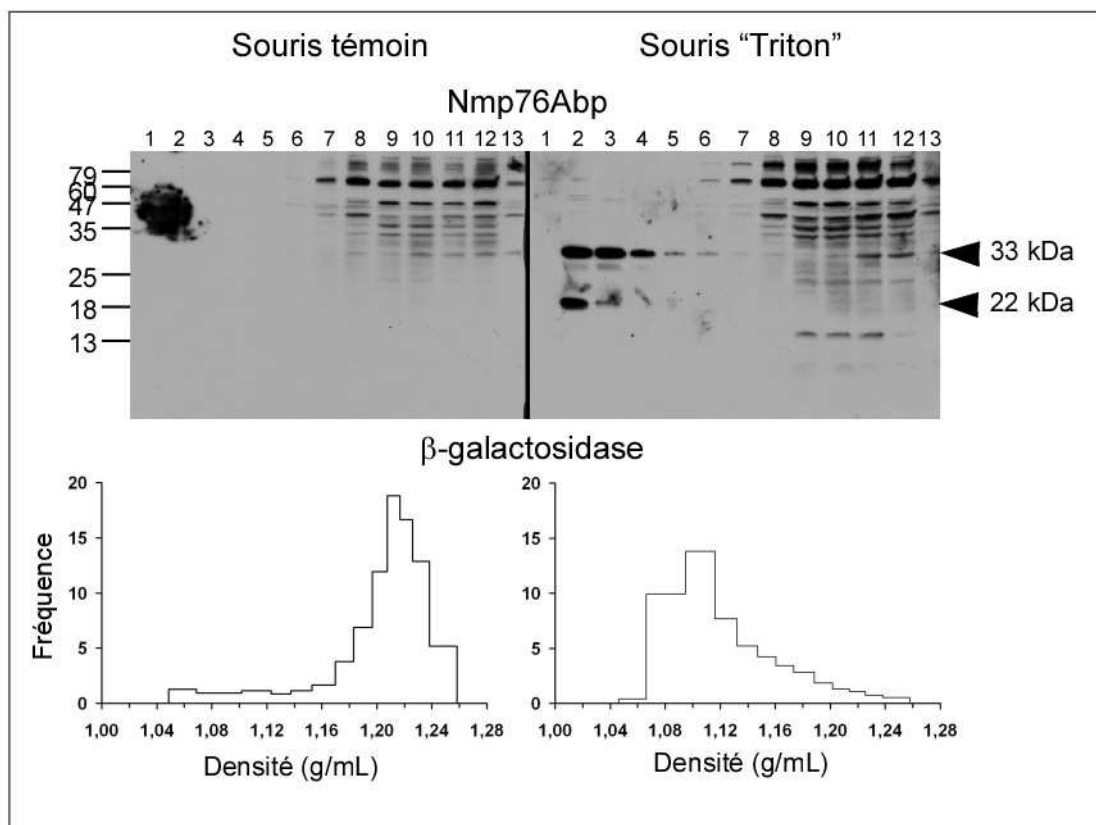 Souris témoin Souris “Triton”
Nmp76Abp
1 2 3 4 5 6 7 8 9 10 11 12 13 1 2 3 4 5 6 7 8 9 10 11 12 13
79
60
47
35
33 kDa
25
18
22 kDa
13
β-galactosidase
20 20
15 15
10 10
5 5
0 0
Fréquence
1,00 1,04 1,08 1,12 1,16 1,20 1,24 1,28 1,00 1,04 1,08 1,12 1,16 1,20 1,24 1,28
Densité (g/mL) Densité (g/mL)